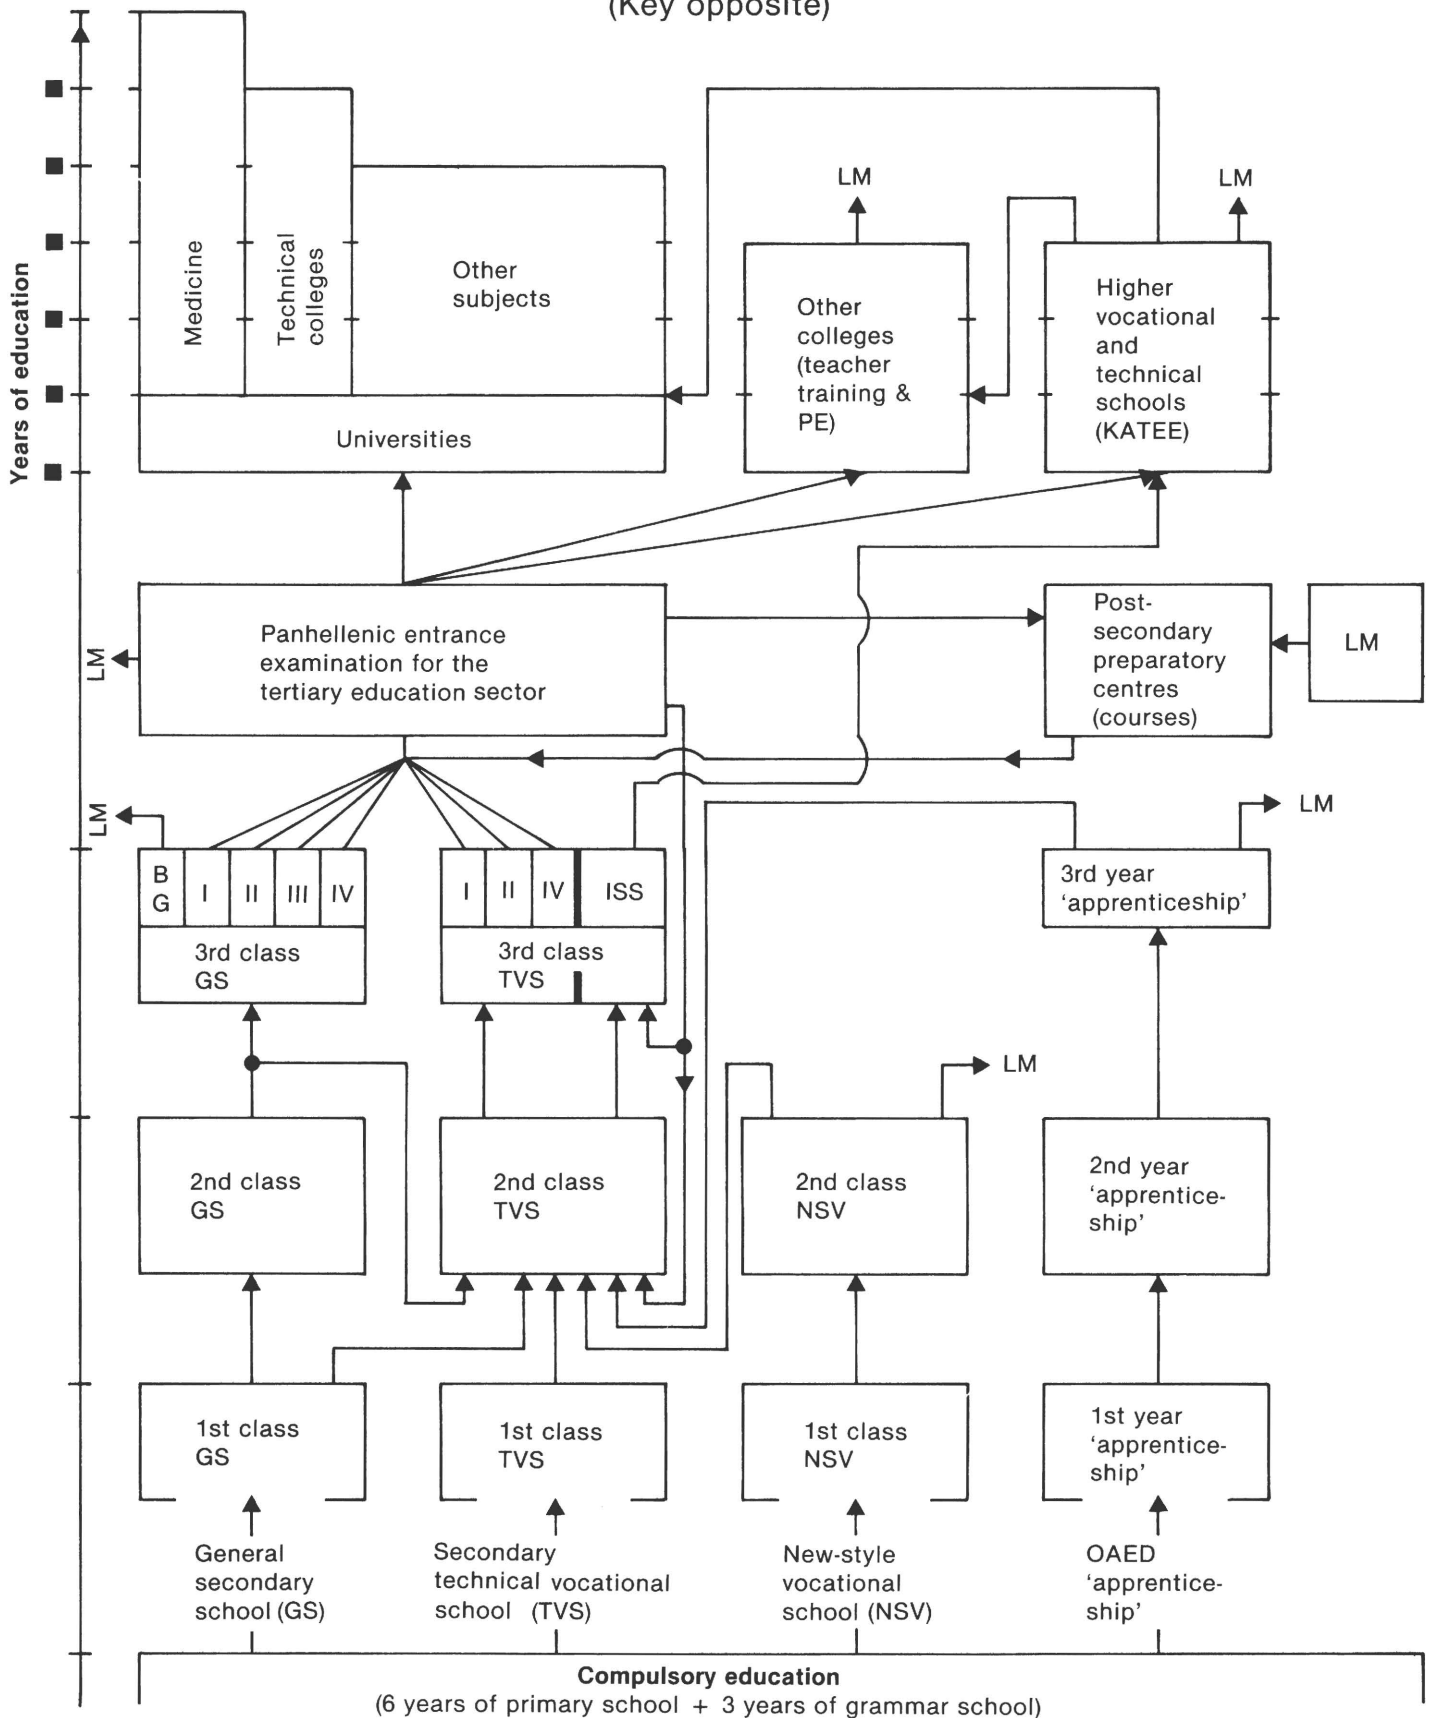 (Key opposite)
Years of education
Medicine
Technical
colleges
Other
subjects
Universities
LM
Other
colleges
(teacher
training &
PE)
LM
Higher
vocational
and
technical
schools
(KATEE)
LM
Panhellenic entrance
examination for the
tertiary education sector
Post-
secondary
preparatory
centres
(courses)
LM
LM
B
G
I
II
III
IV
3rd class
GS
I
II
IV
ISS
3rd class
TVS
LM
3rd year
'apprenticeship'
2nd class
GS
2nd class
TVS
LM
2nd class
NSV
2nd year
'apprentice-
ship'
1st class
GS
1st class
TVS
1st class
NSV
1st year
'apprentice-
ship'
General
secondary
school (GS)
Secondary
technical vocational
school (TVS)
New-style
vocational
school (NSV)
OAED
'apprentice-
ship'
Compulsory education
(6 years of primary school + 3 years of grammar school)